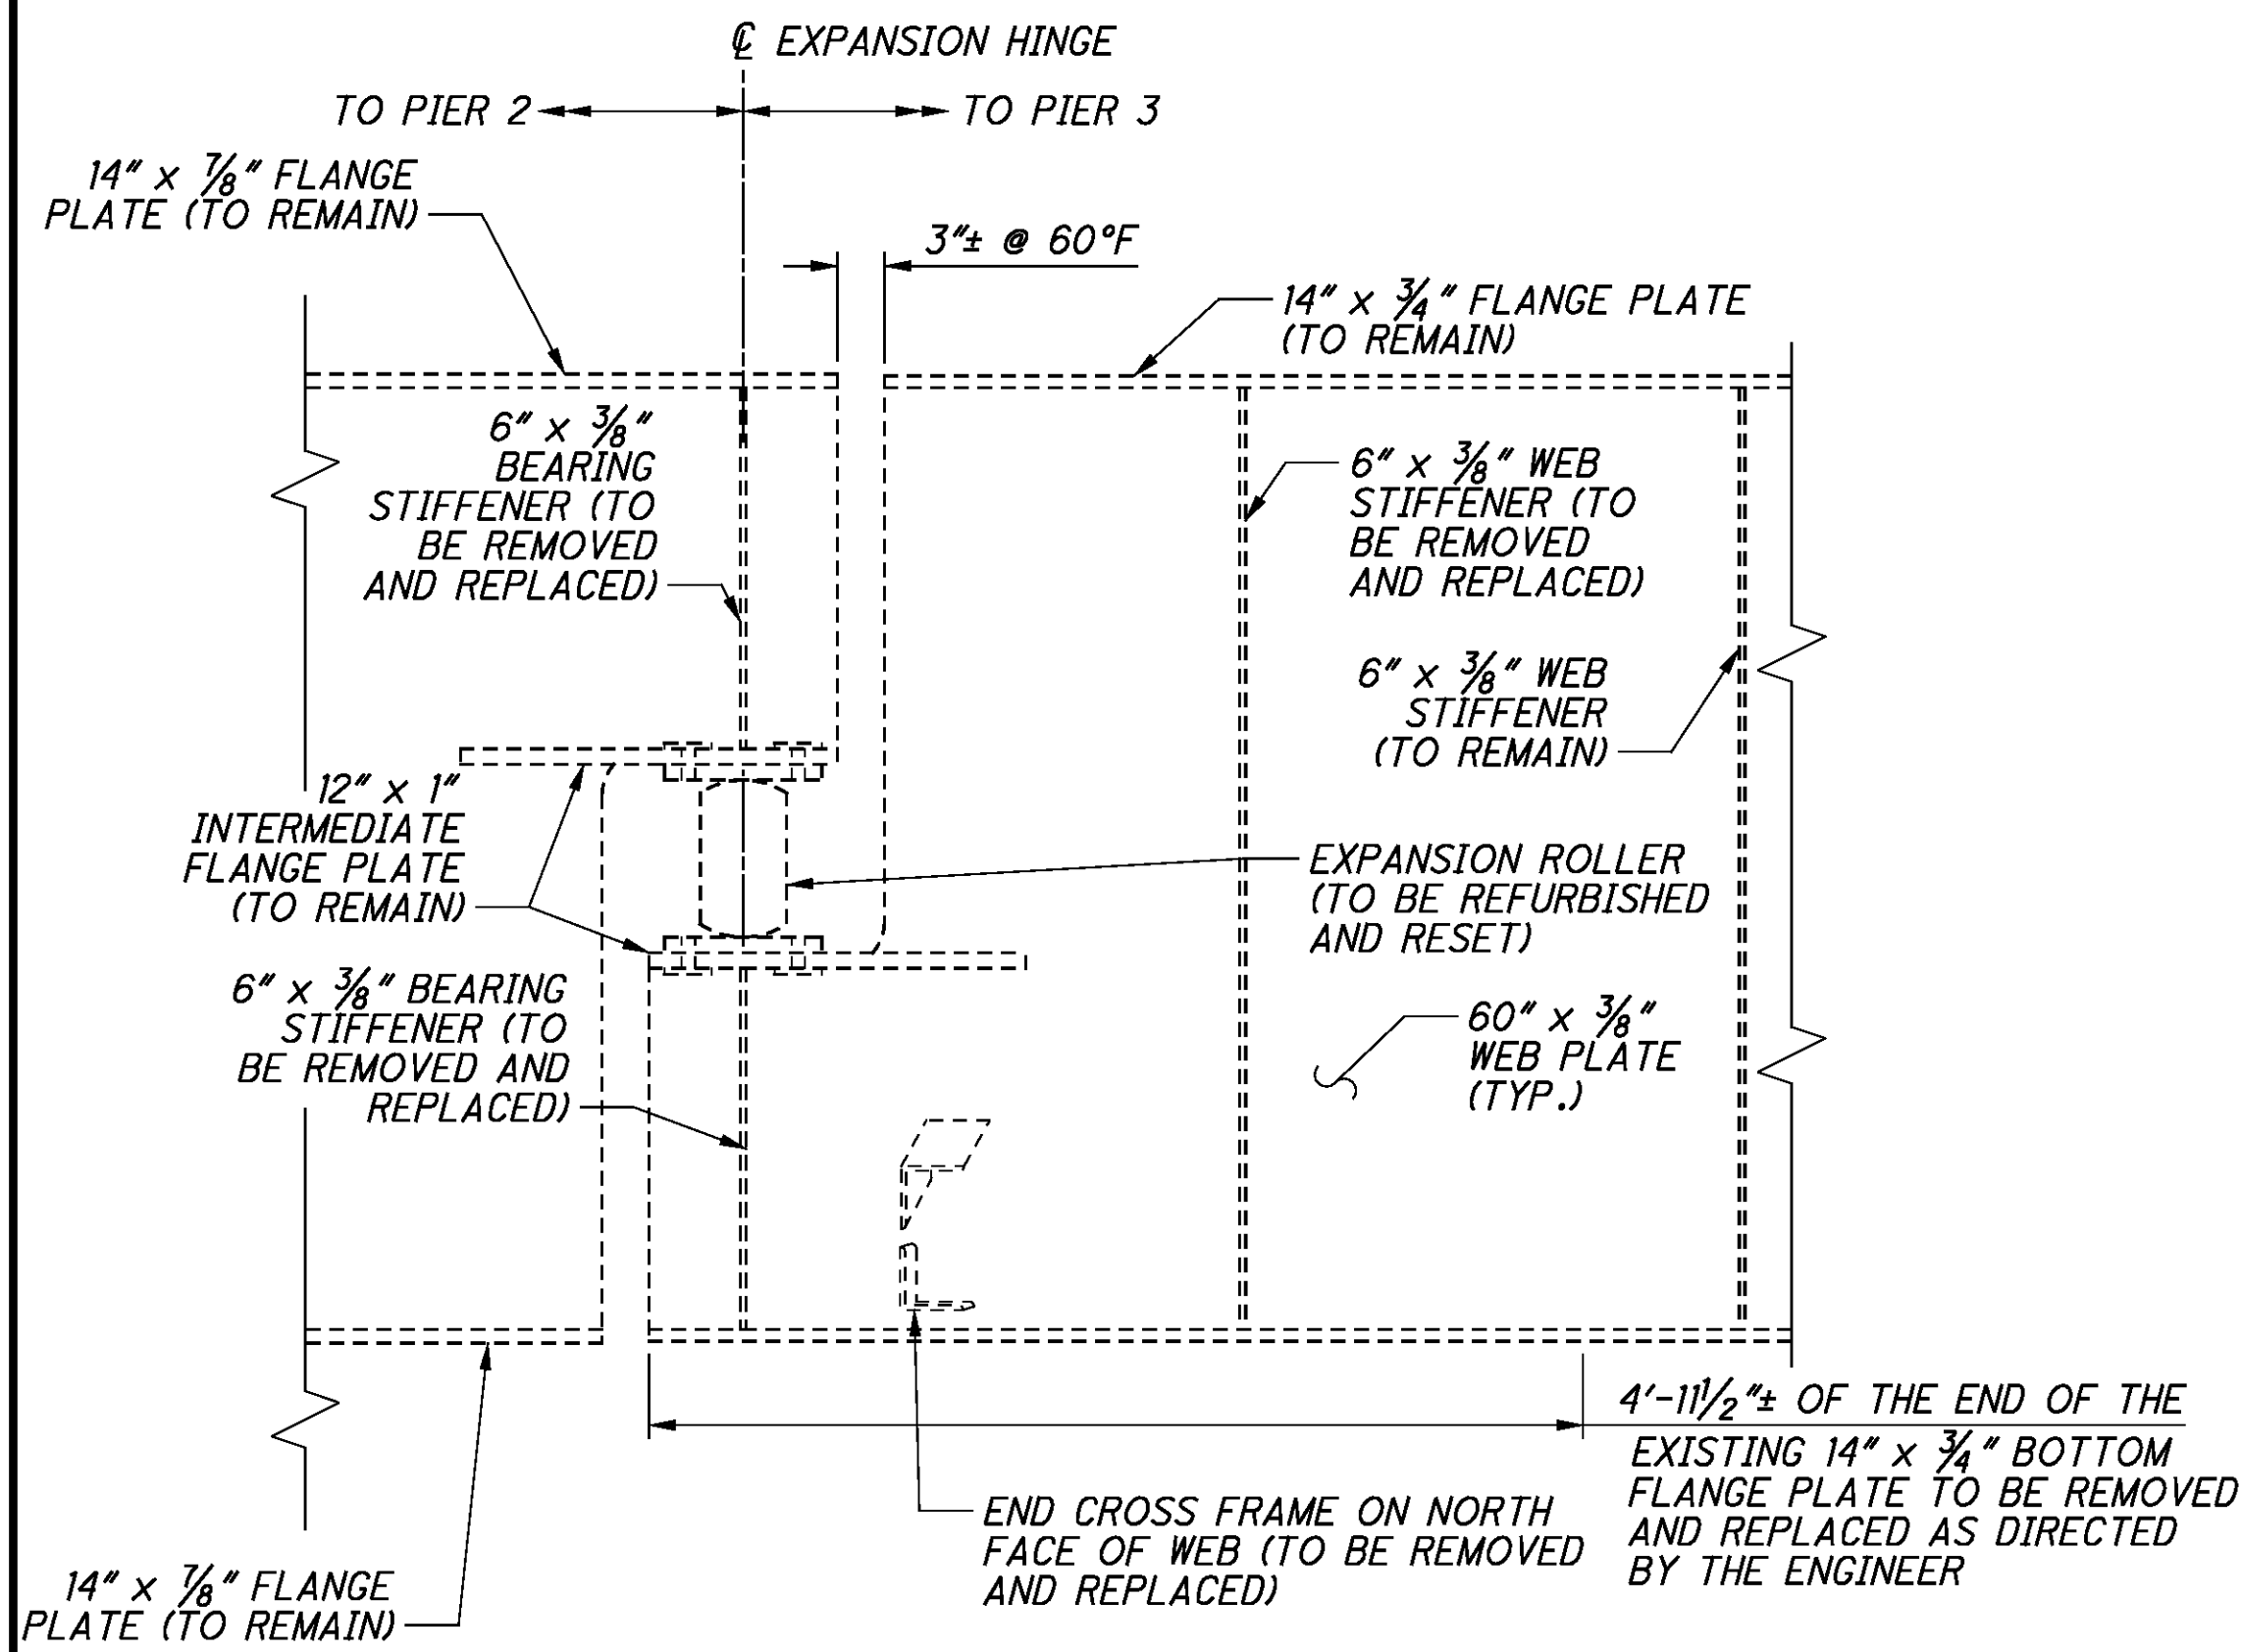 ℄ EXPANSION HINGE
TO PIER 2
TO PIER 3
14" x 7/8" FLANGE
PLATE (TO REMAIN)
3"± @ 60°F
14" x 3/4" FLANGE PLATE
(TO REMAIN)
6" x 3/8"
BEARING
STIFFENER (TO
BE REMOVED
AND REPLACED)
6" x 3/8" WEB
STIFFENER (TO
BE REMOVED
AND REPLACED)
6" x 3/8" WEB
STIFFENER
(TO REMAIN)
12" x 1"
INTERMEDIATE
FLANGE PLATE
(TO REMAIN)
EXPANSION ROLLER
(TO BE REFURBISHED
AND RESET)
6" x 3/8" BEARING
STIFFENER (TO
BE REMOVED AND
REPLACED)
60" x 3/8"
WEB PLATE
(TYP.)
4'-11 1/2"± OF THE END OF THE
EXISTING 14" x 3/4" BOTTOM
FLANGE PLATE TO BE REMOVED
AND REPLACED AS DIRECTED
BY THE ENGINEER
END CROSS FRAME ON NORTH
FACE OF WEB (TO BE REMOVED
AND REPLACED)
14" x 7/8" FLANGE
PLATE (TO REMAIN)